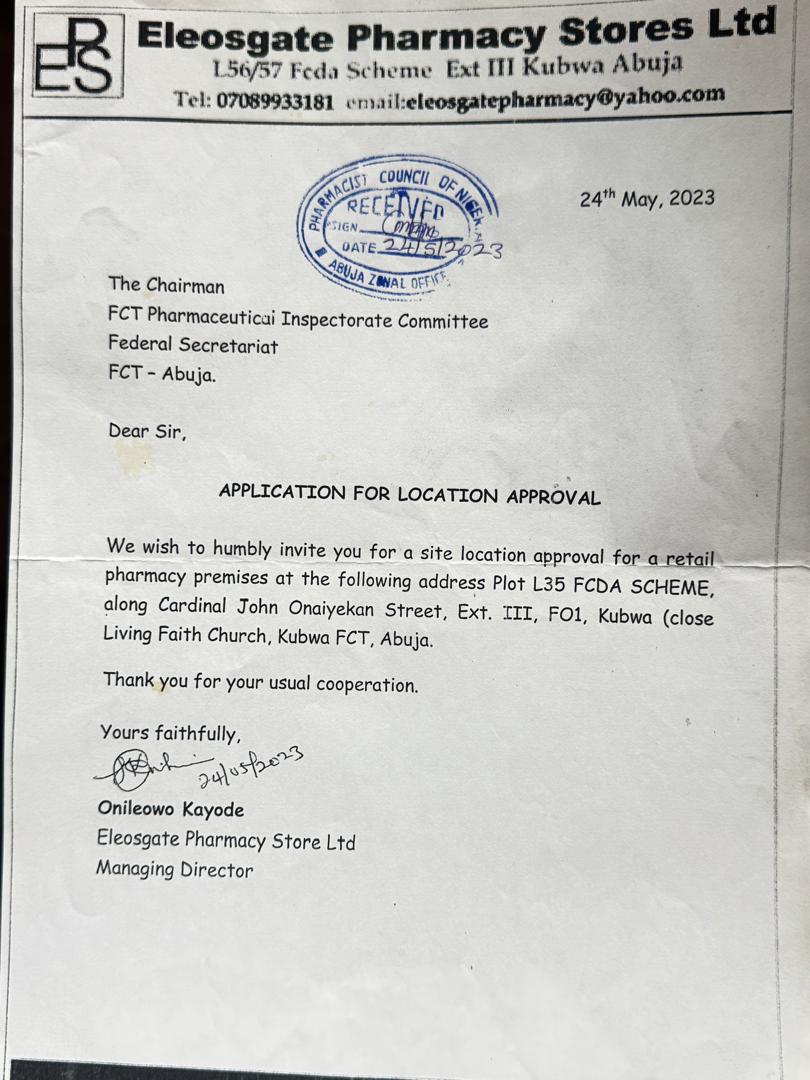 EPS
Eleosgate Pharmacy Stores Ltd
L56/57 Fcda Scheme Ext III Kubwa Abuja
Tel: 07089933181 email:eleosgatepharmacy@yahoo.com
24th May, 2023
PHARMACIST COUNCIL OF NIGERIA
RECEIVED
SIGN
DATE 24/5/2023
ABUJA ZONAL OFFICE
The Chairman
FCT Pharmaceutical Inspectorate Committee
Federal Secretariat
FCT - Abuja.
Dear Sir,
APPLICATION FOR LOCATION APPROVAL
We wish to humbly invite you for a site location approval for a retail
pharmacy premises at the following address Plot L35 FCDA SCHEME,
along Cardinal John Onaiyekan Street, Ext. III, FO1, Kubwa (close
Living Faith Church, Kubwa FCT, Abuja.
Thank you for your usual cooperation.
Yours faithfully,
24/05/2023
Onileowo Kayode
Eleosgate Pharmacy Store Ltd
Managing Director